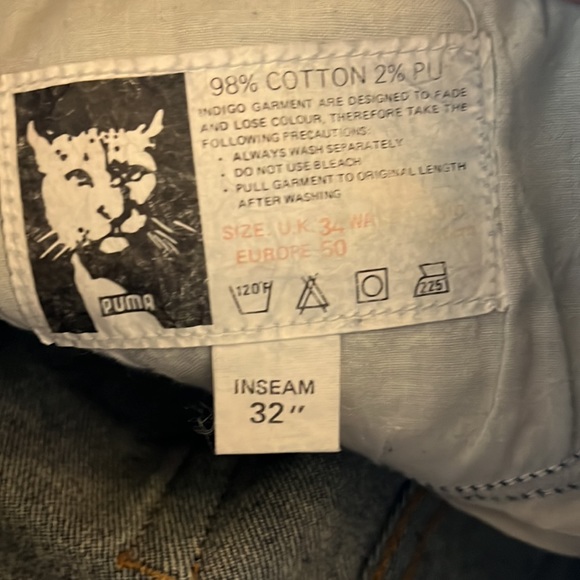 98% COTTON 2% PU
INDIGO GARMENT ARE DESIGNED TO FADE
AND LOSE COLOUR, THEREFORE TAKE THE
FOLLOWING PRECAUTIONS:
• ALWAYS WASH SEPARATELY
• DO NOT USE BLEACH
• PULL GARMENT TO ORIGINAL LENGTH
AFTER WASHING
SIZE: U.K. 34
EUROPE 50
120°F
225
PUMA
INSEAM
32"